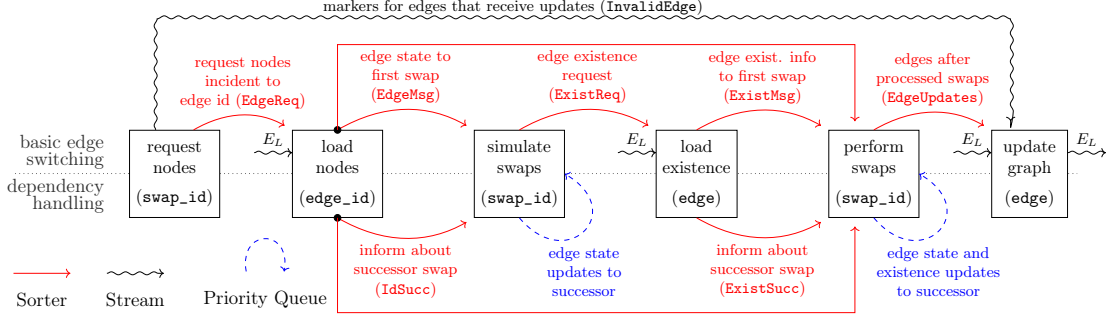 markers for edges that receive updates (InvalidEdge)
request nodes
incident to
edge id (EdgeReq)
edge state to
first swap
(EdgeMsg)
edge existence
request
(ExistReq)
edge exist. info
to first swap
(ExistMsg)
edges after
processed swaps
(EdgeUpdates)
basic edge
switching
dependency
handling
request
nodes
(swap_id)
E_L
load
nodes
(edge_id)
simulate
swaps
(swap_id)
E_L
load
existence
(edge)
perform
swaps
(swap_id)
E_L
update
graph
(edge)
E_L
inform about
successor swap
(IdSucc)
edge state
updates to
successor
inform about
successor swap
(ExistSucc)
edge state and
existence updates
to successor
Sorter
Stream
Priority Queue